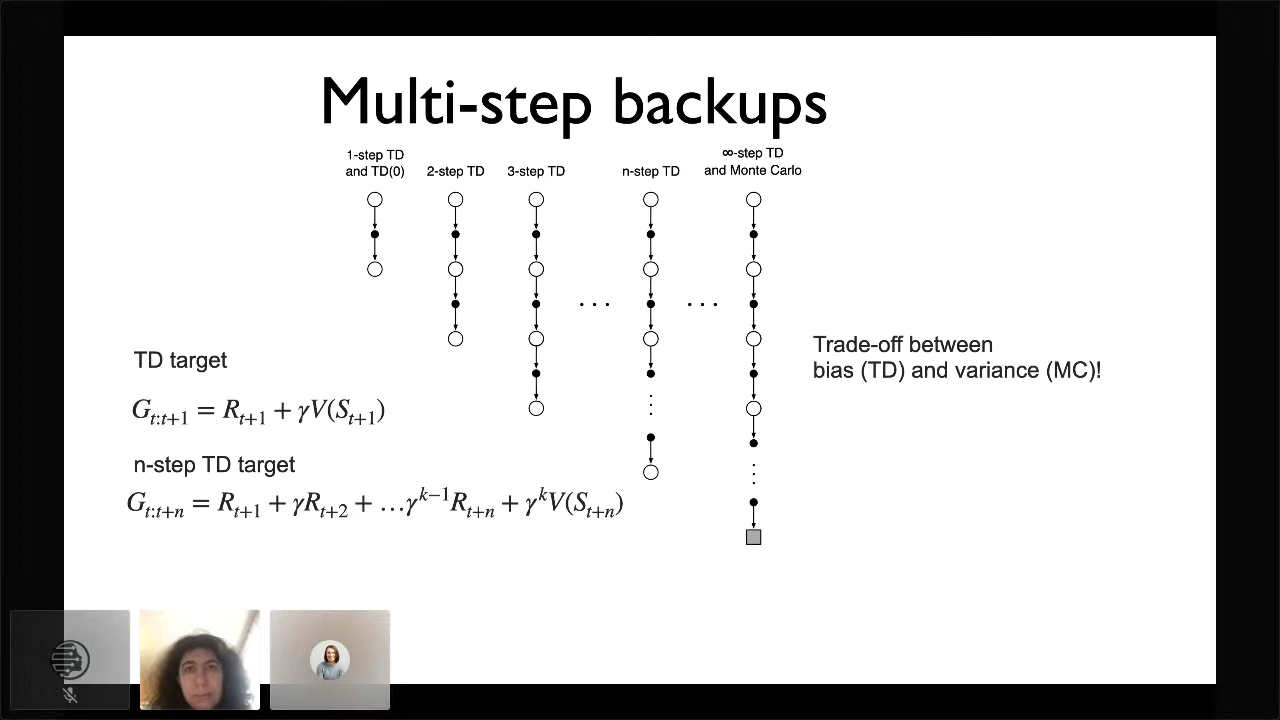 Multi-step backups
1-step TD
and TD(0)
2-step TD
3-step TD
n-step TD
∞-step TD
and Monte Carlo
Trade-off between
bias (TD) and variance (MC)!
TD target
G_{t:t+1} = R_{t+1} + γV(S_{t+1})
n-step TD target
G_{t:t+n} = R_{t+1} + γR_{t+2} + …γ^{k−1}R_{t+n} + γ^kV(S_{t+n})